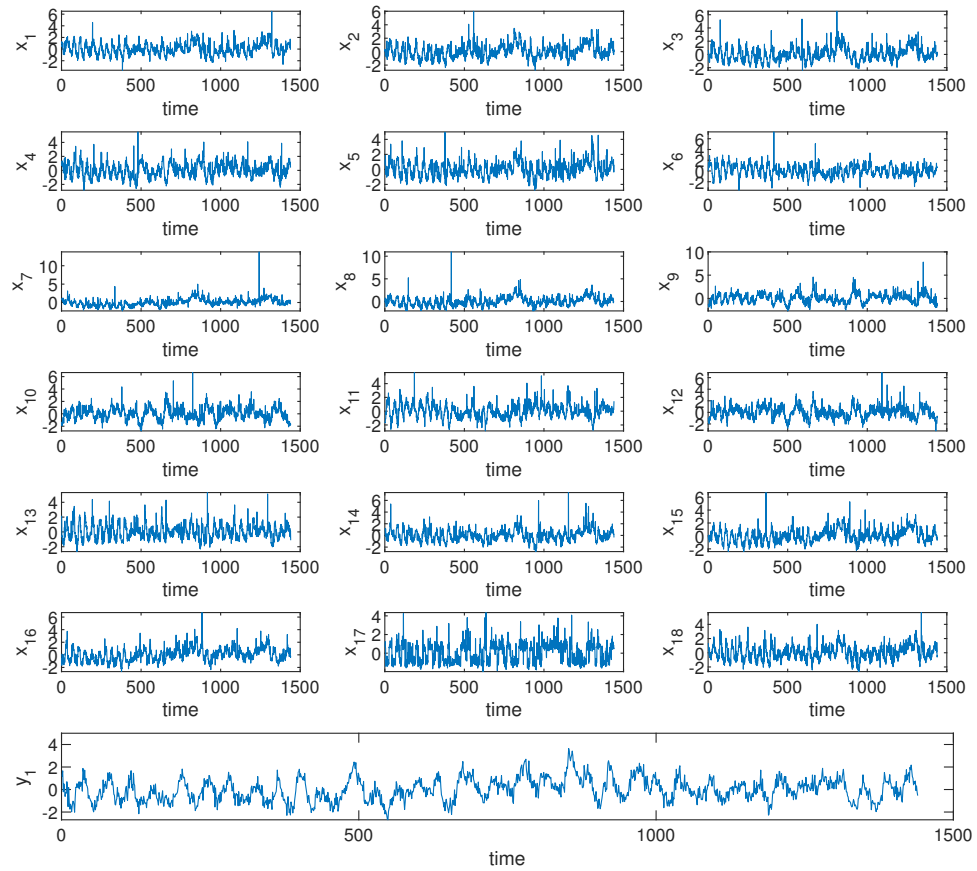 x1 6 4 2 0 -2 x2 6 4 2 0 -2 x3 6 4 2 0 -2
0 500 1000 1500 0 500 1000 1500 0 500 1000 1500
time time time
x4 4 2 0 -2 x5 4 2 0 -2 x6 6 4 2 0 -2
0 500 1000 1500 0 500 1000 1500 0 500 1000 1500
time time time
x7 10 5 0 x8 10 5 0 x9 10 5 0
0 500 1000 1500 0 500 1000 1500 0 500 1000 1500
time time time
x10 6 4 2 0 -2 x11 4 2 0 -2 x12 6 4 2 0 -2
0 500 1000 1500 0 500 1000 1500 0 500 1000 1500
time time time
x13 4 2 0 -2 x14 6 4 2 0 -2 x15 6 4 2 0 -2
0 500 1000 1500 0 500 1000 1500 0 500 1000 1500
time time time
x16 6 4 2 0 -2 x17 4 2 0 x18 4 2 0 -2
0 500 1000 1500 0 500 1000 1500 0 500 1000 1500
time time time
y1 4 2 0 -2
0 500 1000 1500
time